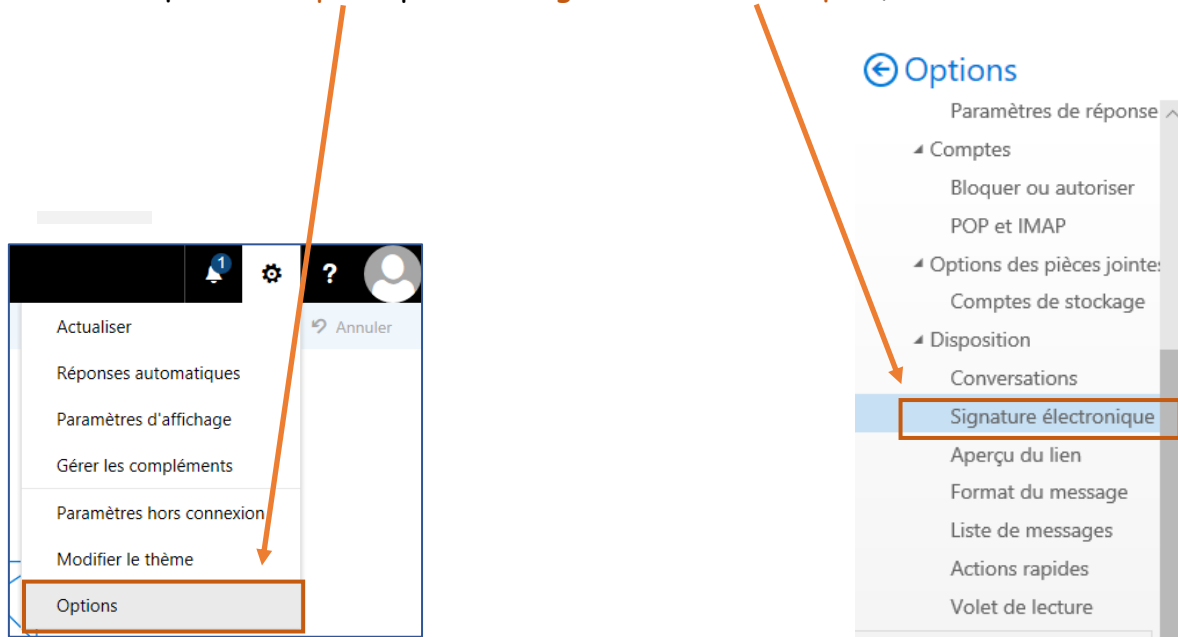 Options
Paramètres de réponse
Comptes
Bloquer ou autoriser
POP et IMAP
Options des pièces jointes
Comptes de stockage
Disposition
Conversations
Signature électronique
Aperçu du lien
Format du message
Liste de messages
Actions rapides
Volet de lecture
1
?
Actualiser
Annuler
Réponses automatiques
Paramètres d'affichage
Gérer les compléments
Paramètres hors connexion
Modifier le thème
Options